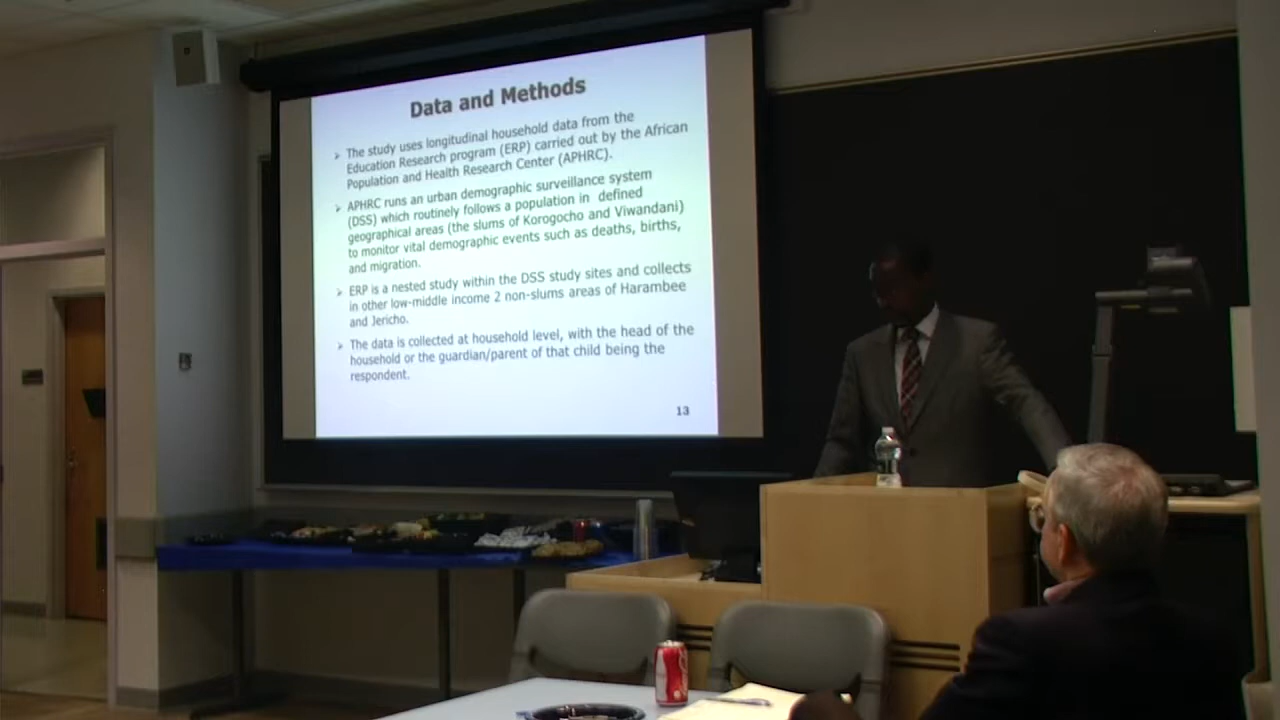 Data and Methods
➢ The study uses longitudinal household data from the
Education Research program (ERP) carried out by the African
Population and Health Research Center (APHRC).
➢ APHRC runs an urban demographic surveillance system
(DSS) which routinely follows a population in defined
geographical areas (the slums of Korogocho and Viwandani)
to monitor vital demographic events such as deaths, births,
and migration.
➢ ERP is a nested study within the DSS study sites and collects
in other low-middle income 2 non-slums areas of Harambee
and Jericho.
➢ The data is collected at household level, with the head of the
household or the guardian/parent of that child being the
respondent.
13